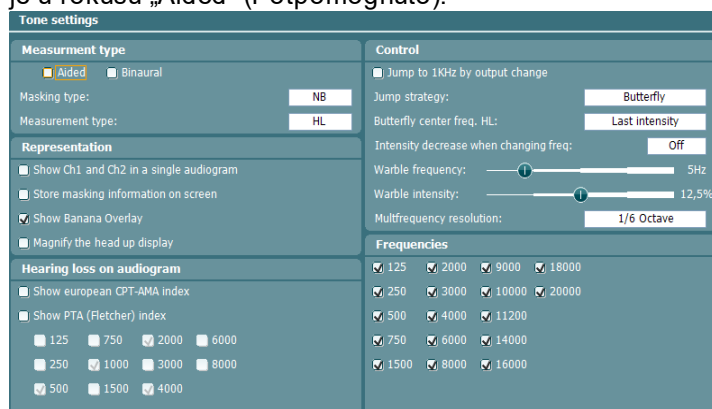 je u fokusu „Aided“ (Potpomognuto).
Tone settings
Measurment type
Aided Binaural
Masking type: NB
Measurement type: HL
Representation
Show Ch1 and Ch2 in a single audiogram
Store masking information on screen
Show Banana Overlay
Magnify the head up display
Hearing loss on audiogram
Show european CPT-AMA index
Show PTA (Fletcher) index
125 750 2000 6000
250 1000 3000 8000
500 1500 4000
Control
Jump to 1KHz by output change
Jump strategy: Butterfly
Butterfly center freq. HL: Last intensity
Intensity decrease when changing freq: Off
Warble frequency: 5Hz
Warble intensity: 12,5%
Multfrequency resolution: 1/6 Octave
Frequencies
125 2000 9000 18000
250 3000 10000 20000
500 4000 11200
750 6000 14000
1500 8000 16000